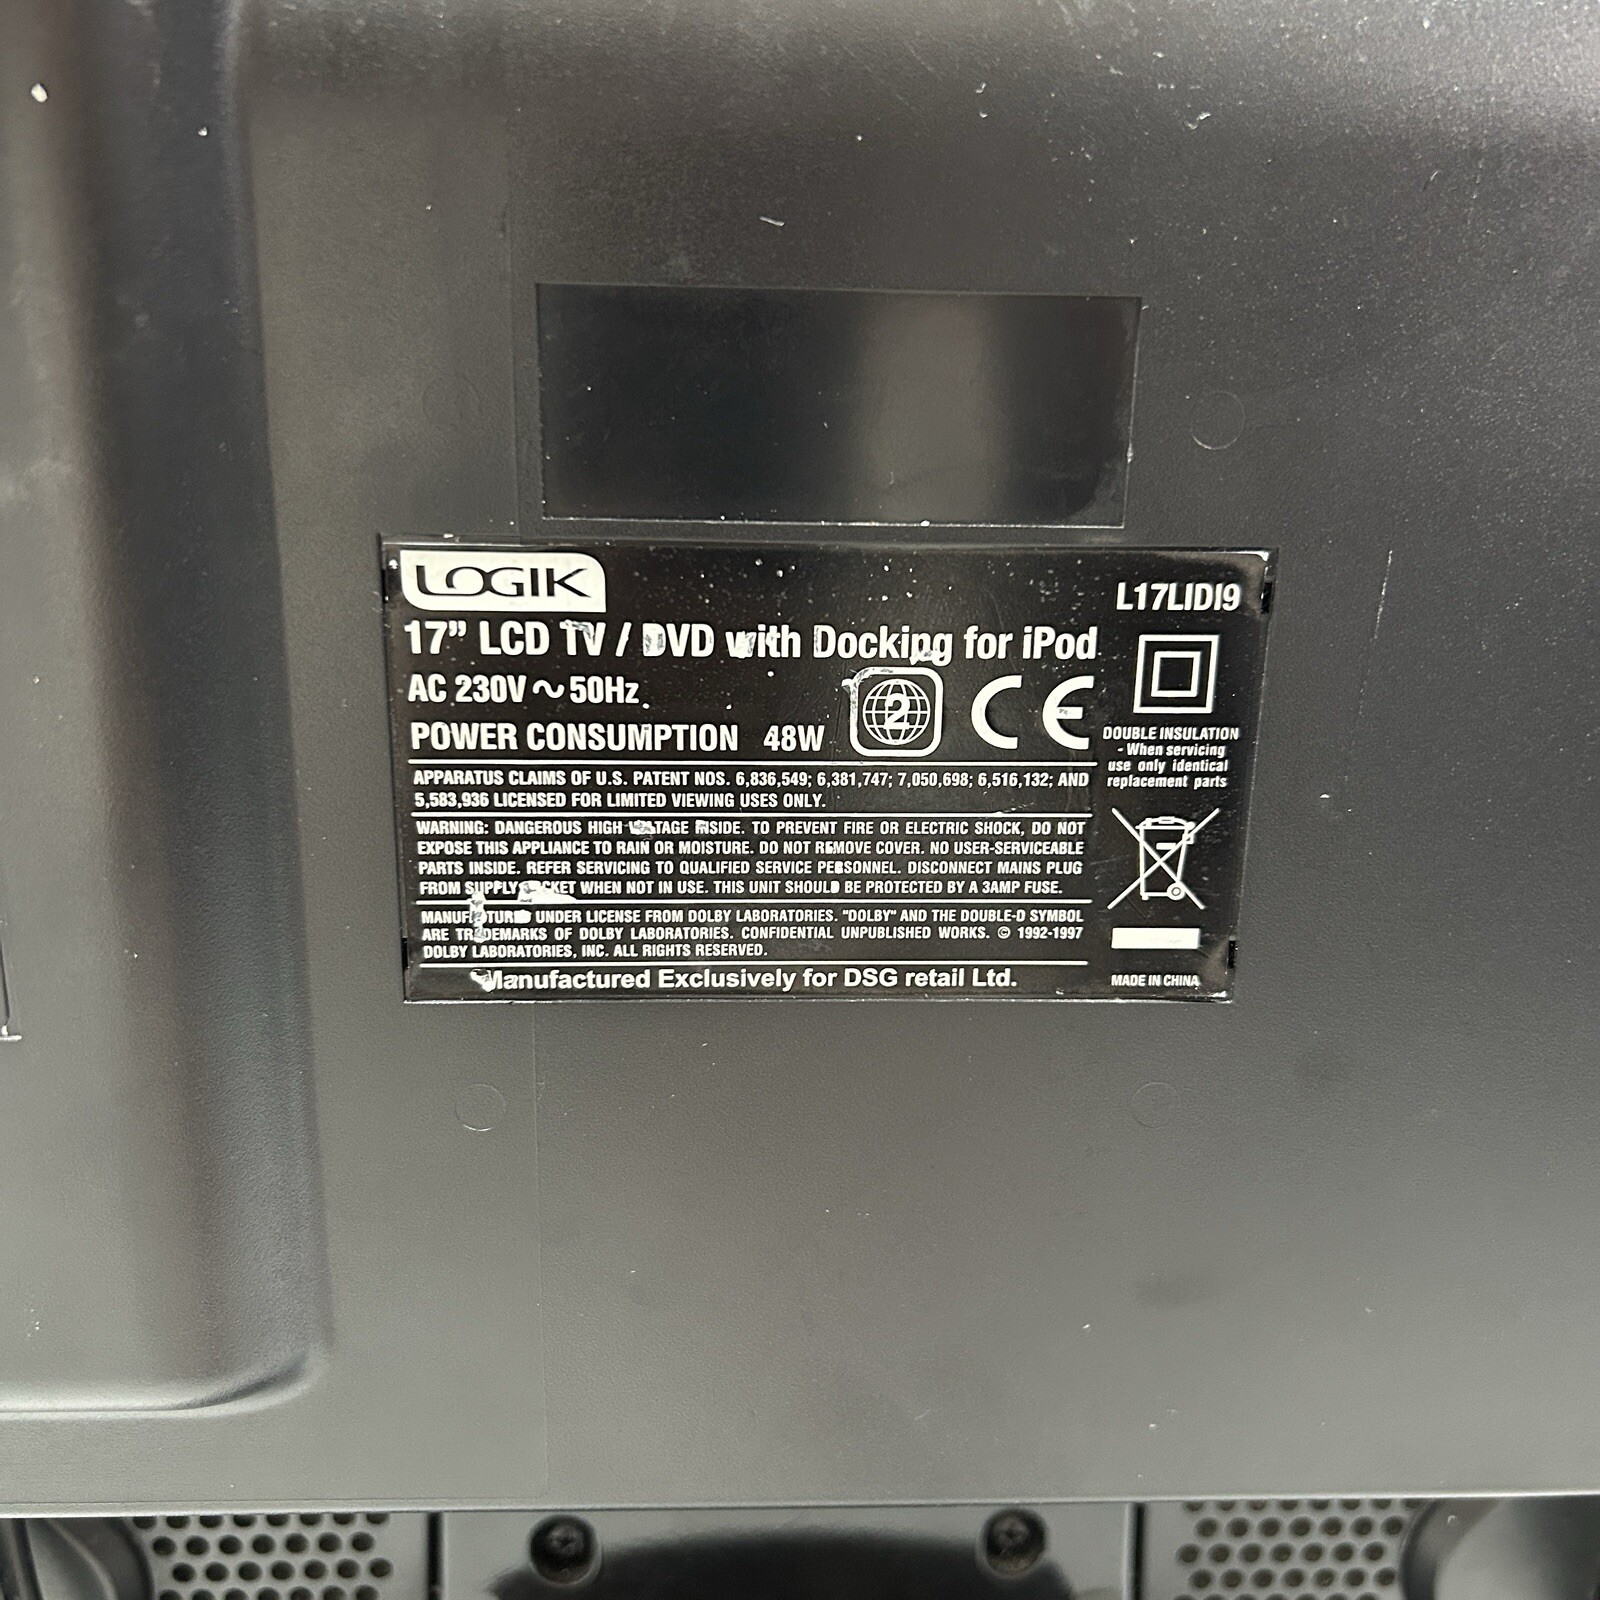 LOGIK
L17LIDI9
17” LCD TV / DVD with Docking for iPod
AC 230V ~ 50Hz
2
CE
POWER CONSUMPTION 48W
DOUBLE INSULATION
- When servicing
use only identical
replacement parts
APPARATUS CLAIMS OF U.S. PATENT NOS. 6,836,549; 6,381,747; 7,050,698; 6,516,132; AND
5,583,936 LICENSED FOR LIMITED VIEWING USES ONLY.
WARNING: DANGEROUS HIGH VOLTAGE INSIDE. TO PREVENT FIRE OR ELECTRIC SHOCK, DO NOT
EXPOSE THIS APPLIANCE TO RAIN OR MOISTURE. DO NOT REMOVE COVER. NO USER-SERVICEABLE
PARTS INSIDE. REFER SERVICING TO QUALIFIED SERVICE PERSONNEL. DISCONNECT MAINS PLUG
FROM SUPPLY SOCKET WHEN NOT IN USE. THIS UNIT SHOULD BE PROTECTED BY A 3AMP FUSE.
MANUFACTURED UNDER LICENSE FROM DOLBY LABORATORIES. "DOLBY" AND THE DOUBLE-D SYMBOL
ARE TRADEMARKS OF DOLBY LABORATORIES. CONFIDENTIAL UNPUBLISHED WORKS. © 1992-1997
DOLBY LABORATORIES, INC. ALL RIGHTS RESERVED.
Manufactured Exclusively for DSG retail Ltd.
MADE IN CHINA